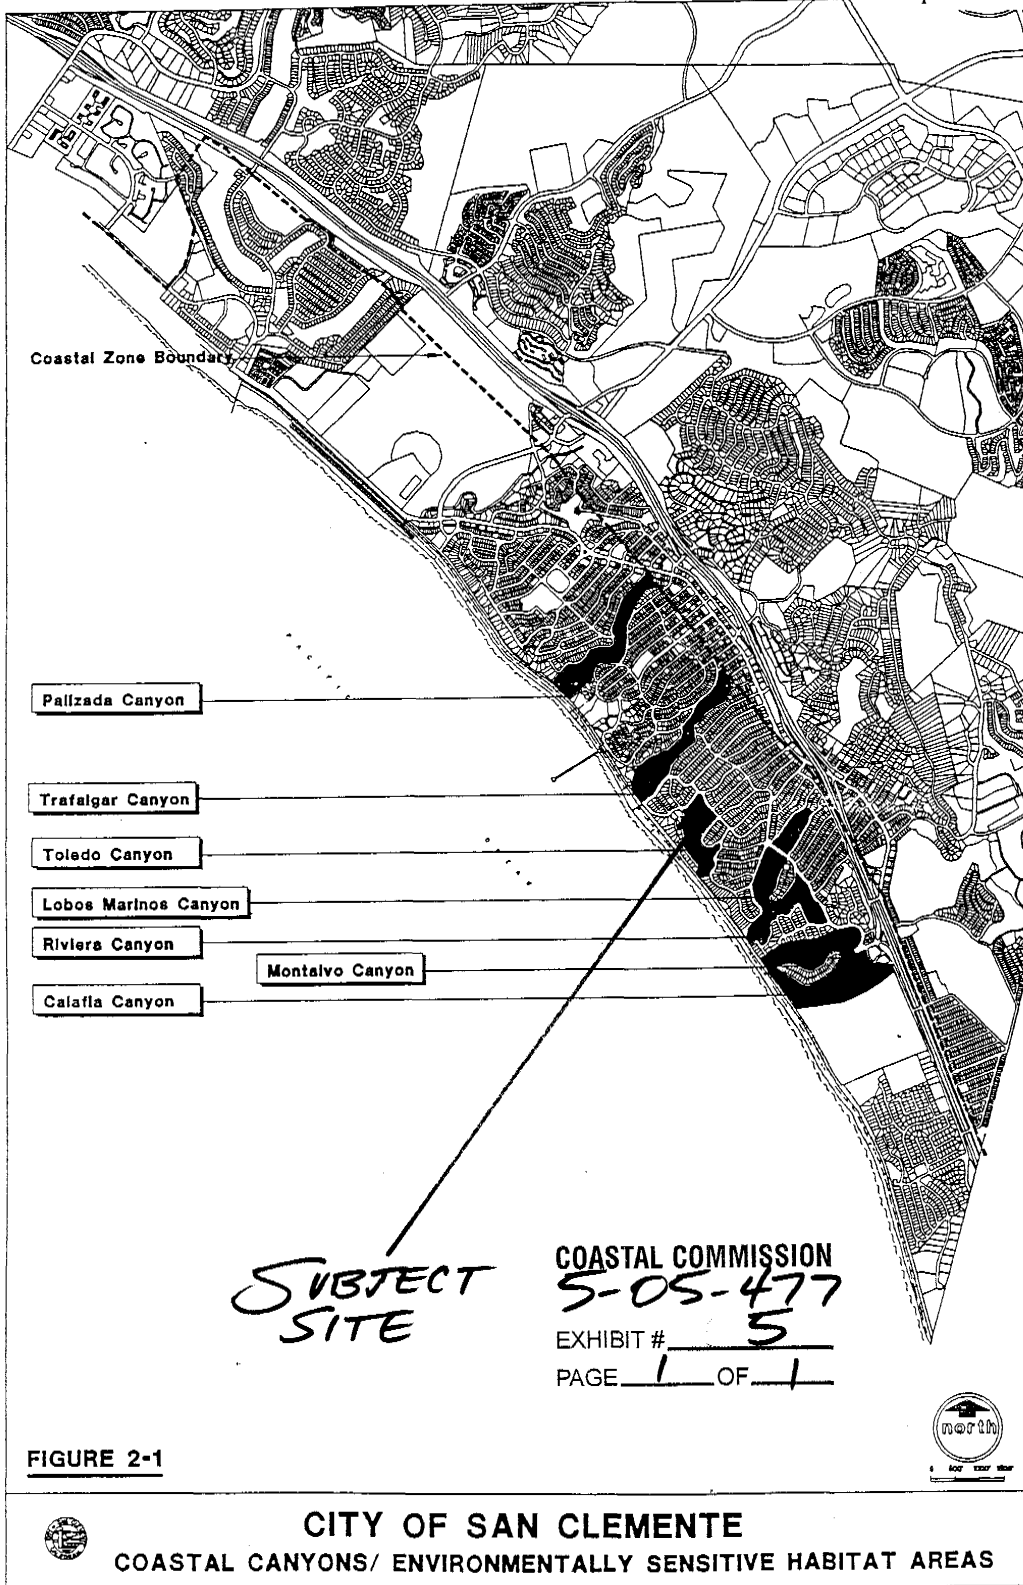 Coastal Zone Boundary
Palizada Canyon
Trafalgar Canyon
Toledo Canyon
Lobos Marinos Canyon
Riviera Canyon
Montalvo Canyon
Calafia Canyon
SUBJECT
SITE
COASTAL COMMISSION
5-05-477
EXHIBIT # 5
PAGE 1 OF 1
north
FIGURE 2-1
CITY OF SAN CLEMENTE
COASTAL CANYONS/ ENVIRONMENTALLY SENSITIVE HABITAT AREAS